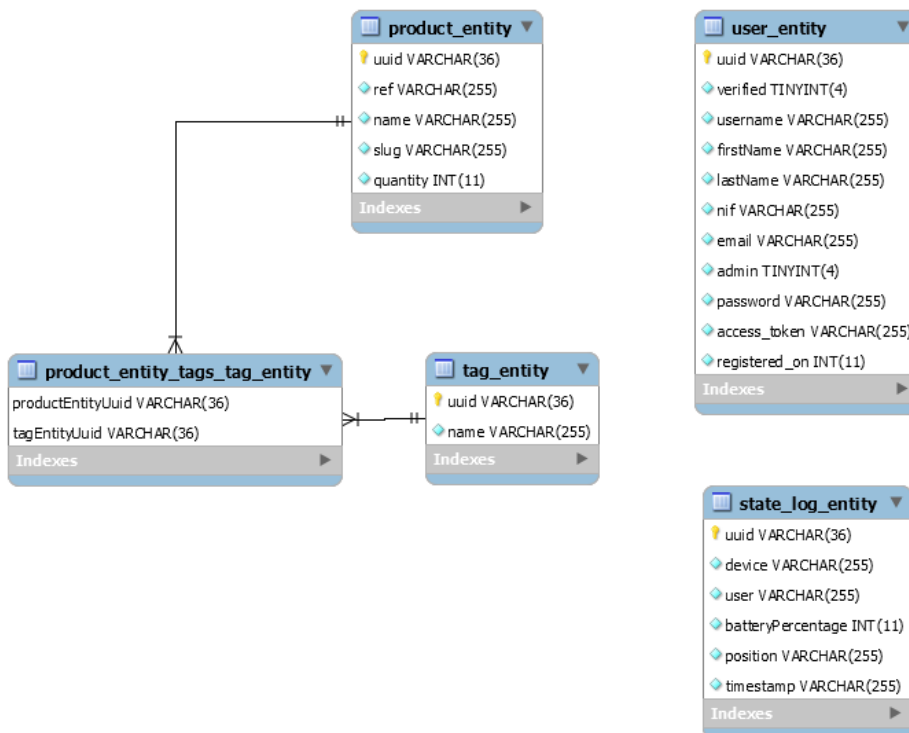 product_entity
uuid VARCHAR(36)
ref VARCHAR(255)
name VARCHAR(255)
slug VARCHAR(255)
quantity INT(11)
Indexes
user_entity
uuid VARCHAR(36)
verified TINYINT(4)
username VARCHAR(255)
firstName VARCHAR(255)
lastName VARCHAR(255)
nif VARCHAR(255)
email VARCHAR(255)
admin TINYINT(4)
password VARCHAR(255)
access_token VARCHAR(255)
registered_on INT(11)
Indexes
product_entity_tags_tag_entity
productEntityUuid VARCHAR(36)
tagEntityUuid VARCHAR(36)
Indexes
tag_entity
uuid VARCHAR(36)
name VARCHAR(255)
Indexes
state_log_entity
uuid VARCHAR(36)
device VARCHAR(255)
user VARCHAR(255)
batteryPercentage INT(11)
position VARCHAR(255)
timestamp VARCHAR(255)
Indexes